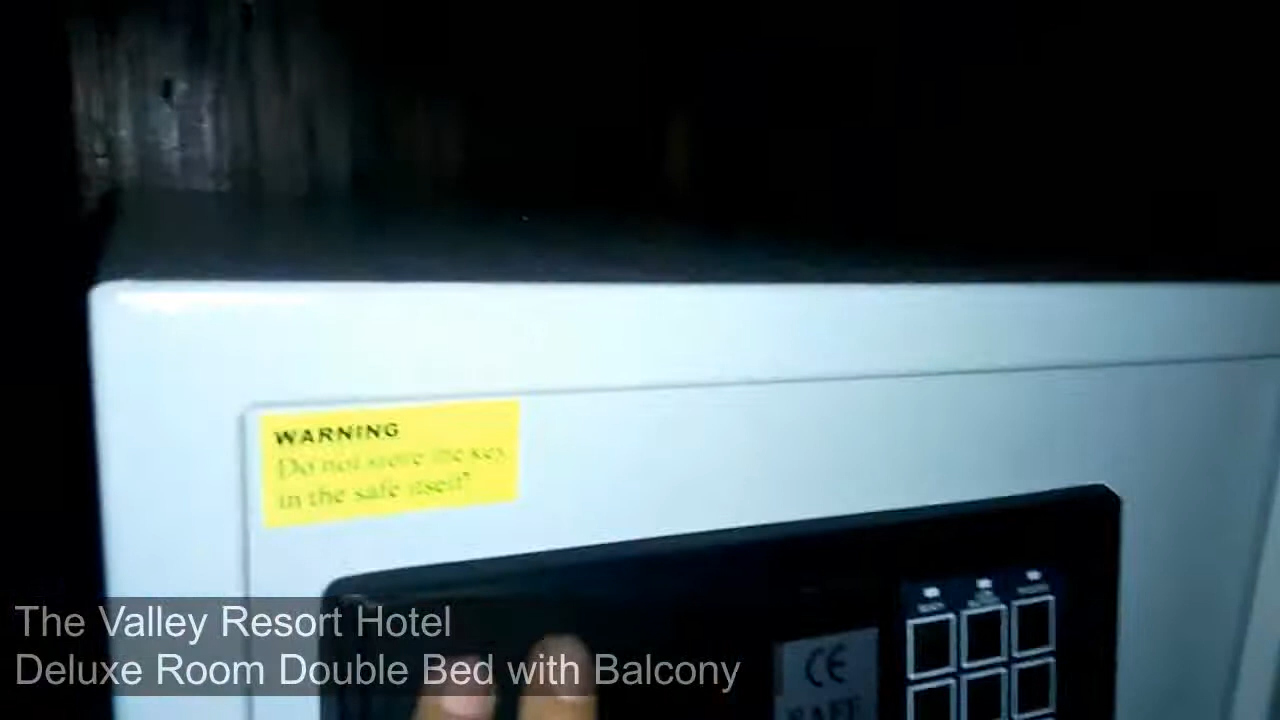 WARNING
Do not store the key
in the safe itself?
CE
SAFE
The Valley Resort Hotel
Deluxe Room Double Bed with Balcony